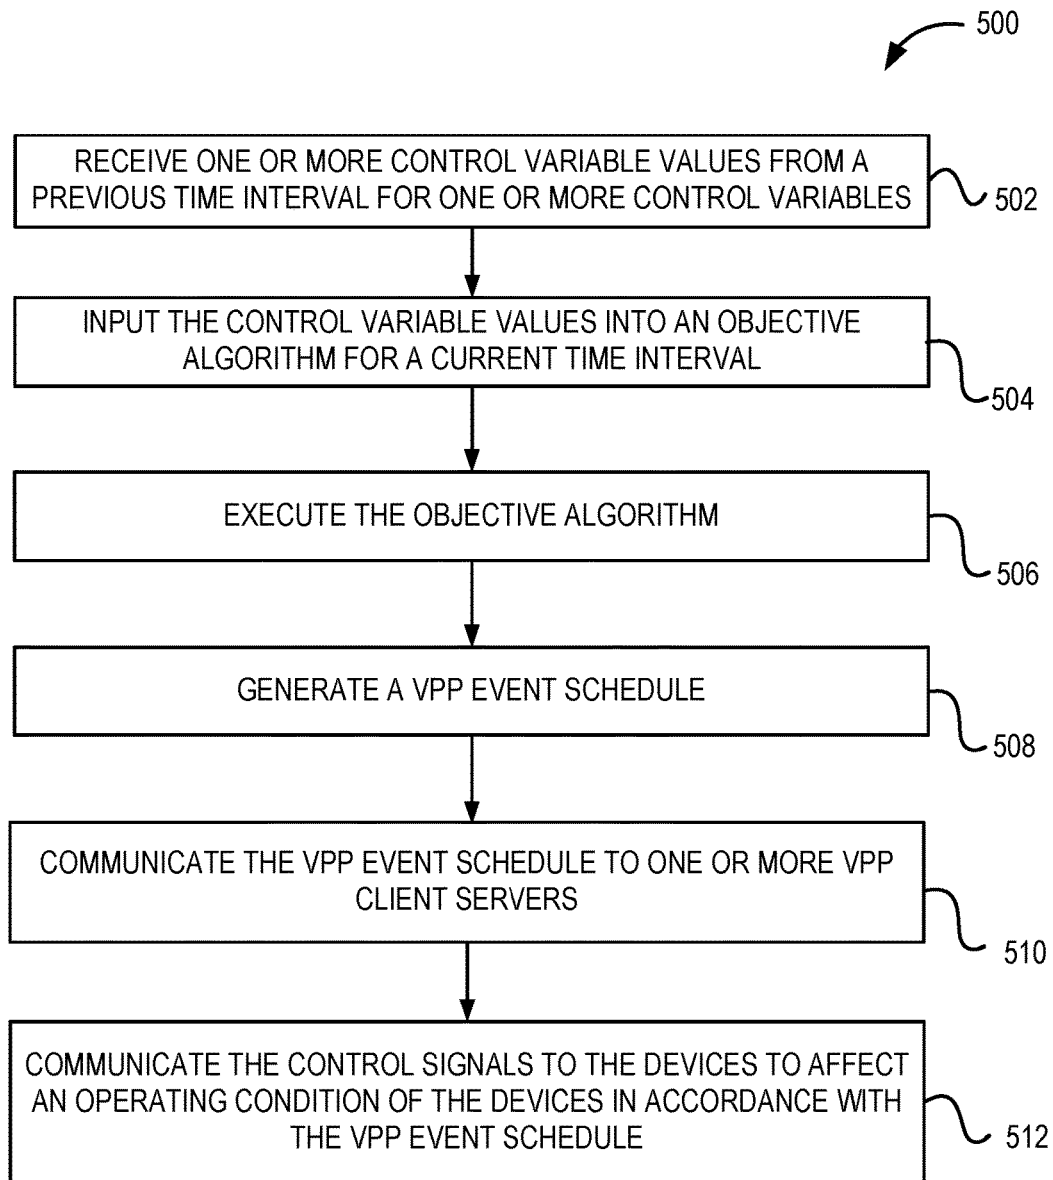 500
RECEIVE ONE OR MORE CONTROL VARIABLE VALUES FROM A
PREVIOUS TIME INTERVAL FOR ONE OR MORE CONTROL VARIABLES
502
INPUT THE CONTROL VARIABLE VALUES INTO AN OBJECTIVE
ALGORITHM FOR A CURRENT TIME INTERVAL
504
EXECUTE THE OBJECTIVE ALGORITHM
506
GENERATE A VPP EVENT SCHEDULE
508
COMMUNICATE THE VPP EVENT SCHEDULE TO ONE OR MORE VPP
CLIENT SERVERS
510
COMMUNICATE THE CONTROL SIGNALS TO THE DEVICES TO AFFECT
AN OPERATING CONDITION OF THE DEVICES IN ACCORDANCE WITH
THE VPP EVENT SCHEDULE
512